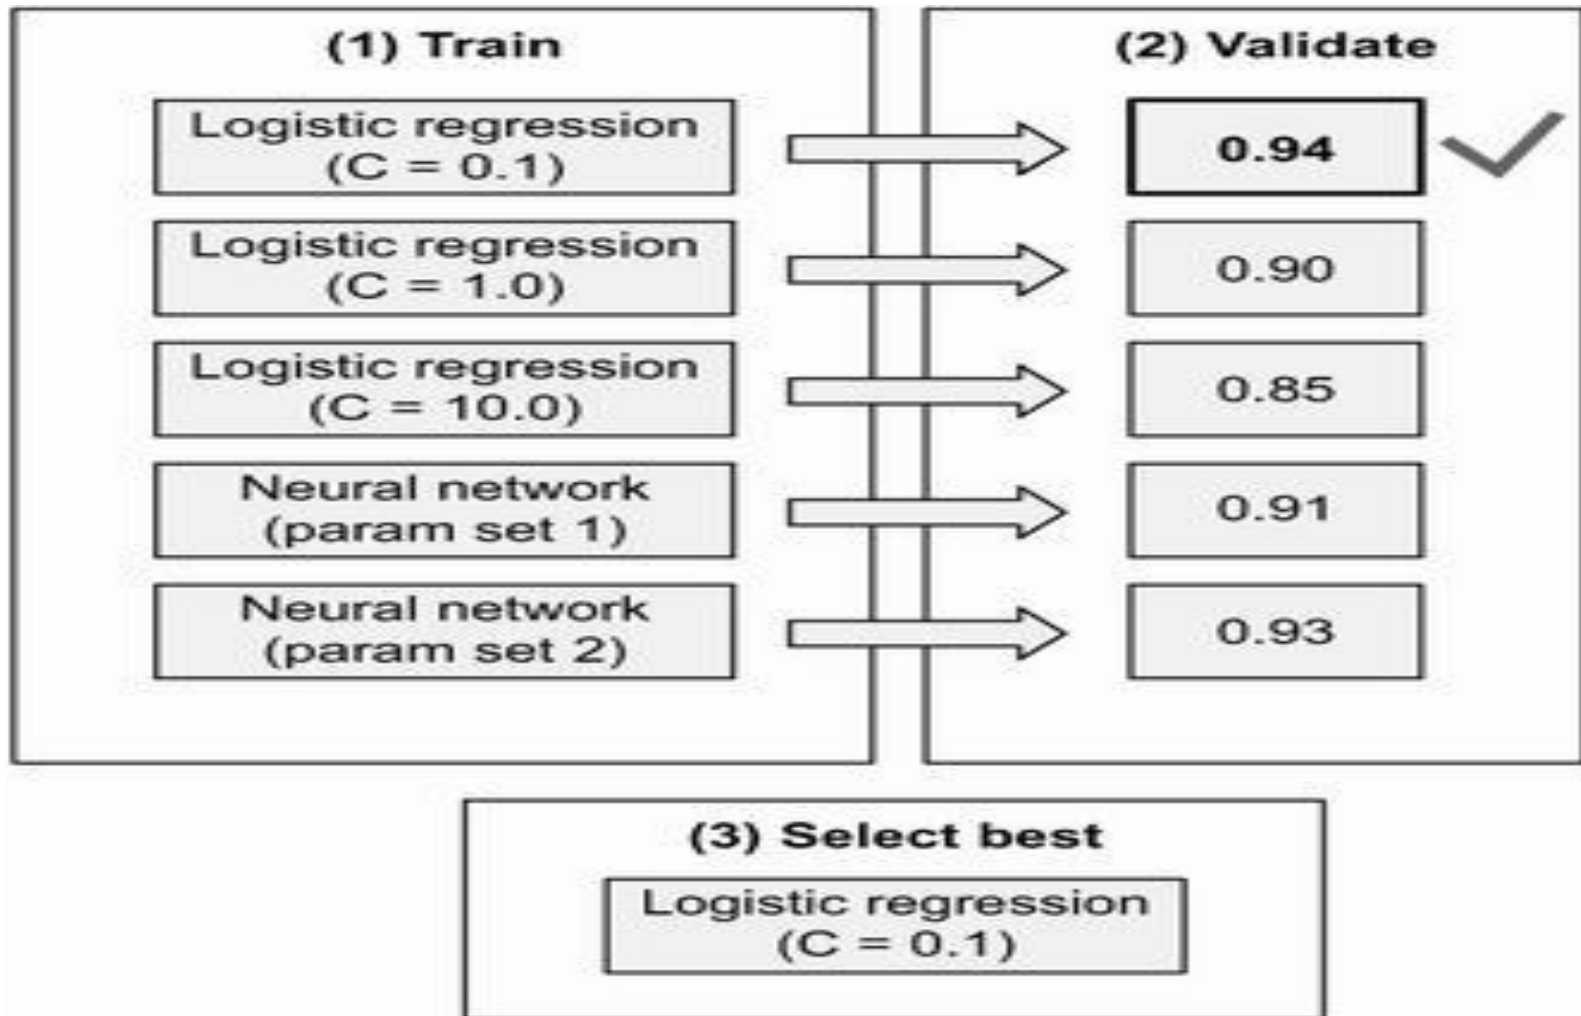 (1) Train
Logistic regression
(C = 0.1)
Logistic regression
(C = 1.0)
Logistic regression
(C = 10.0)
Neural network
(param set 1)
Neural network
(param set 2)
(2) Validate
0.94
0.90
0.85
0.91
0.93
(3) Select best
Logistic regression
(C = 0.1)